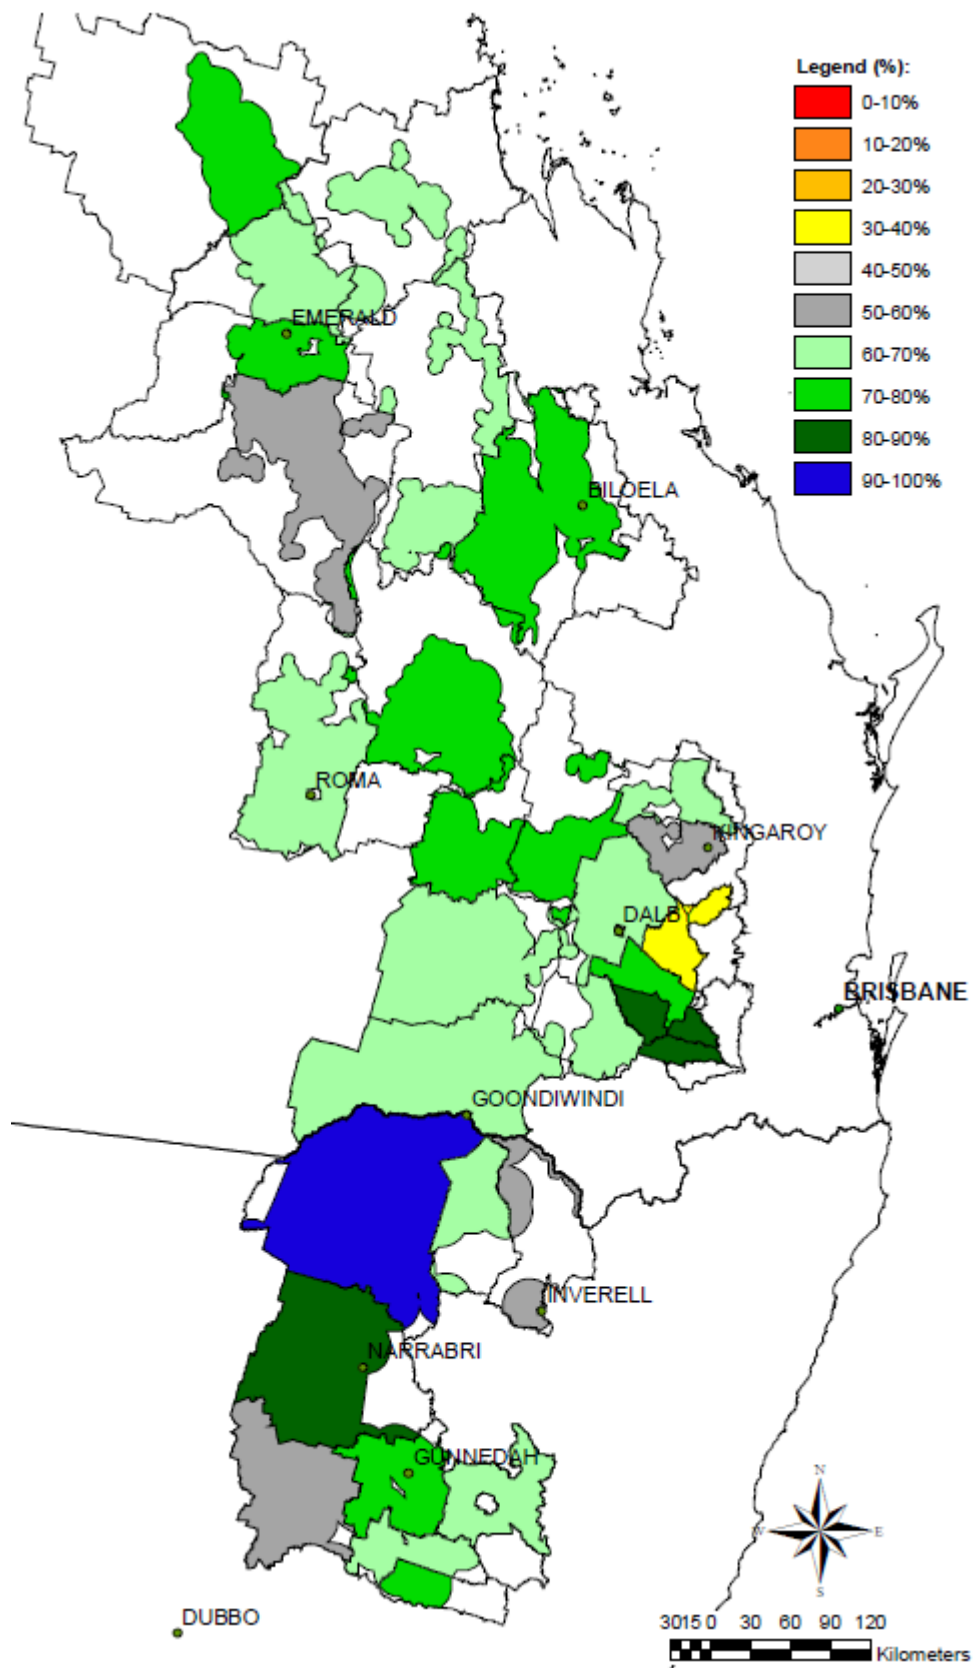 Legend (%):
0-10%
10-20%
20-30%
30-40%
40-50%
50-60%
60-70%
70-80%
80-90%
90-100%
EMERALD
BILOELA
ROMA
KINGAROY
DALBY
BRISBANE
GOONDIWINDI
INVERELL
NARRABRI
GUNNEDAH
N
W E
S
DUBBO
3015 0 30 60 90 120
Kilometers